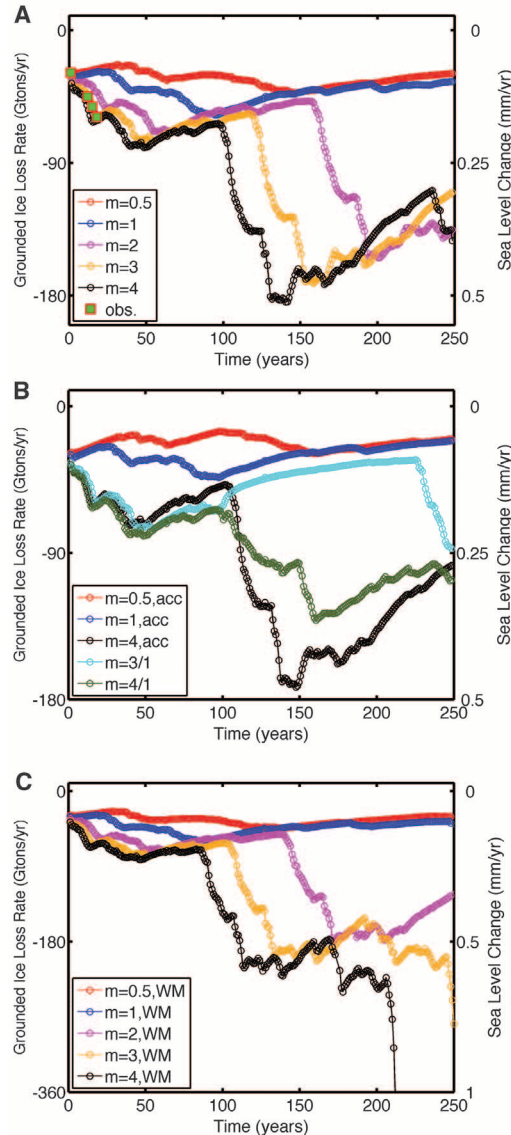 A
Grounded Ice Loss Rate (Gtons/yr)
0
-90
-180
m=0.5
m=1
m=2
m=3
m=4
obs.
0
0.25
0.5
Sea Level Change (mm/yr)
0 50 100 150 200 250
Time (years)
B
Grounded Ice Loss Rate (Gtons/yr)
0
-90
-180
m=0.5,acc
m=1,acc
m=4,acc
m=3/1
m=4/1
0
0.25
0.5
Sea Level Change (mm/yr)
0 50 100 150 200 250
Time (years)
C
Grounded Ice Loss Rate (Gtons/yr)
0
-180
-360
m=0.5,WM
m=1,WM
m=2,WM
m=3,WM
m=4,WM
0
0.5
1
Sea Level Change (mm/yr)
0 50 100 150 200 250
Time (years)